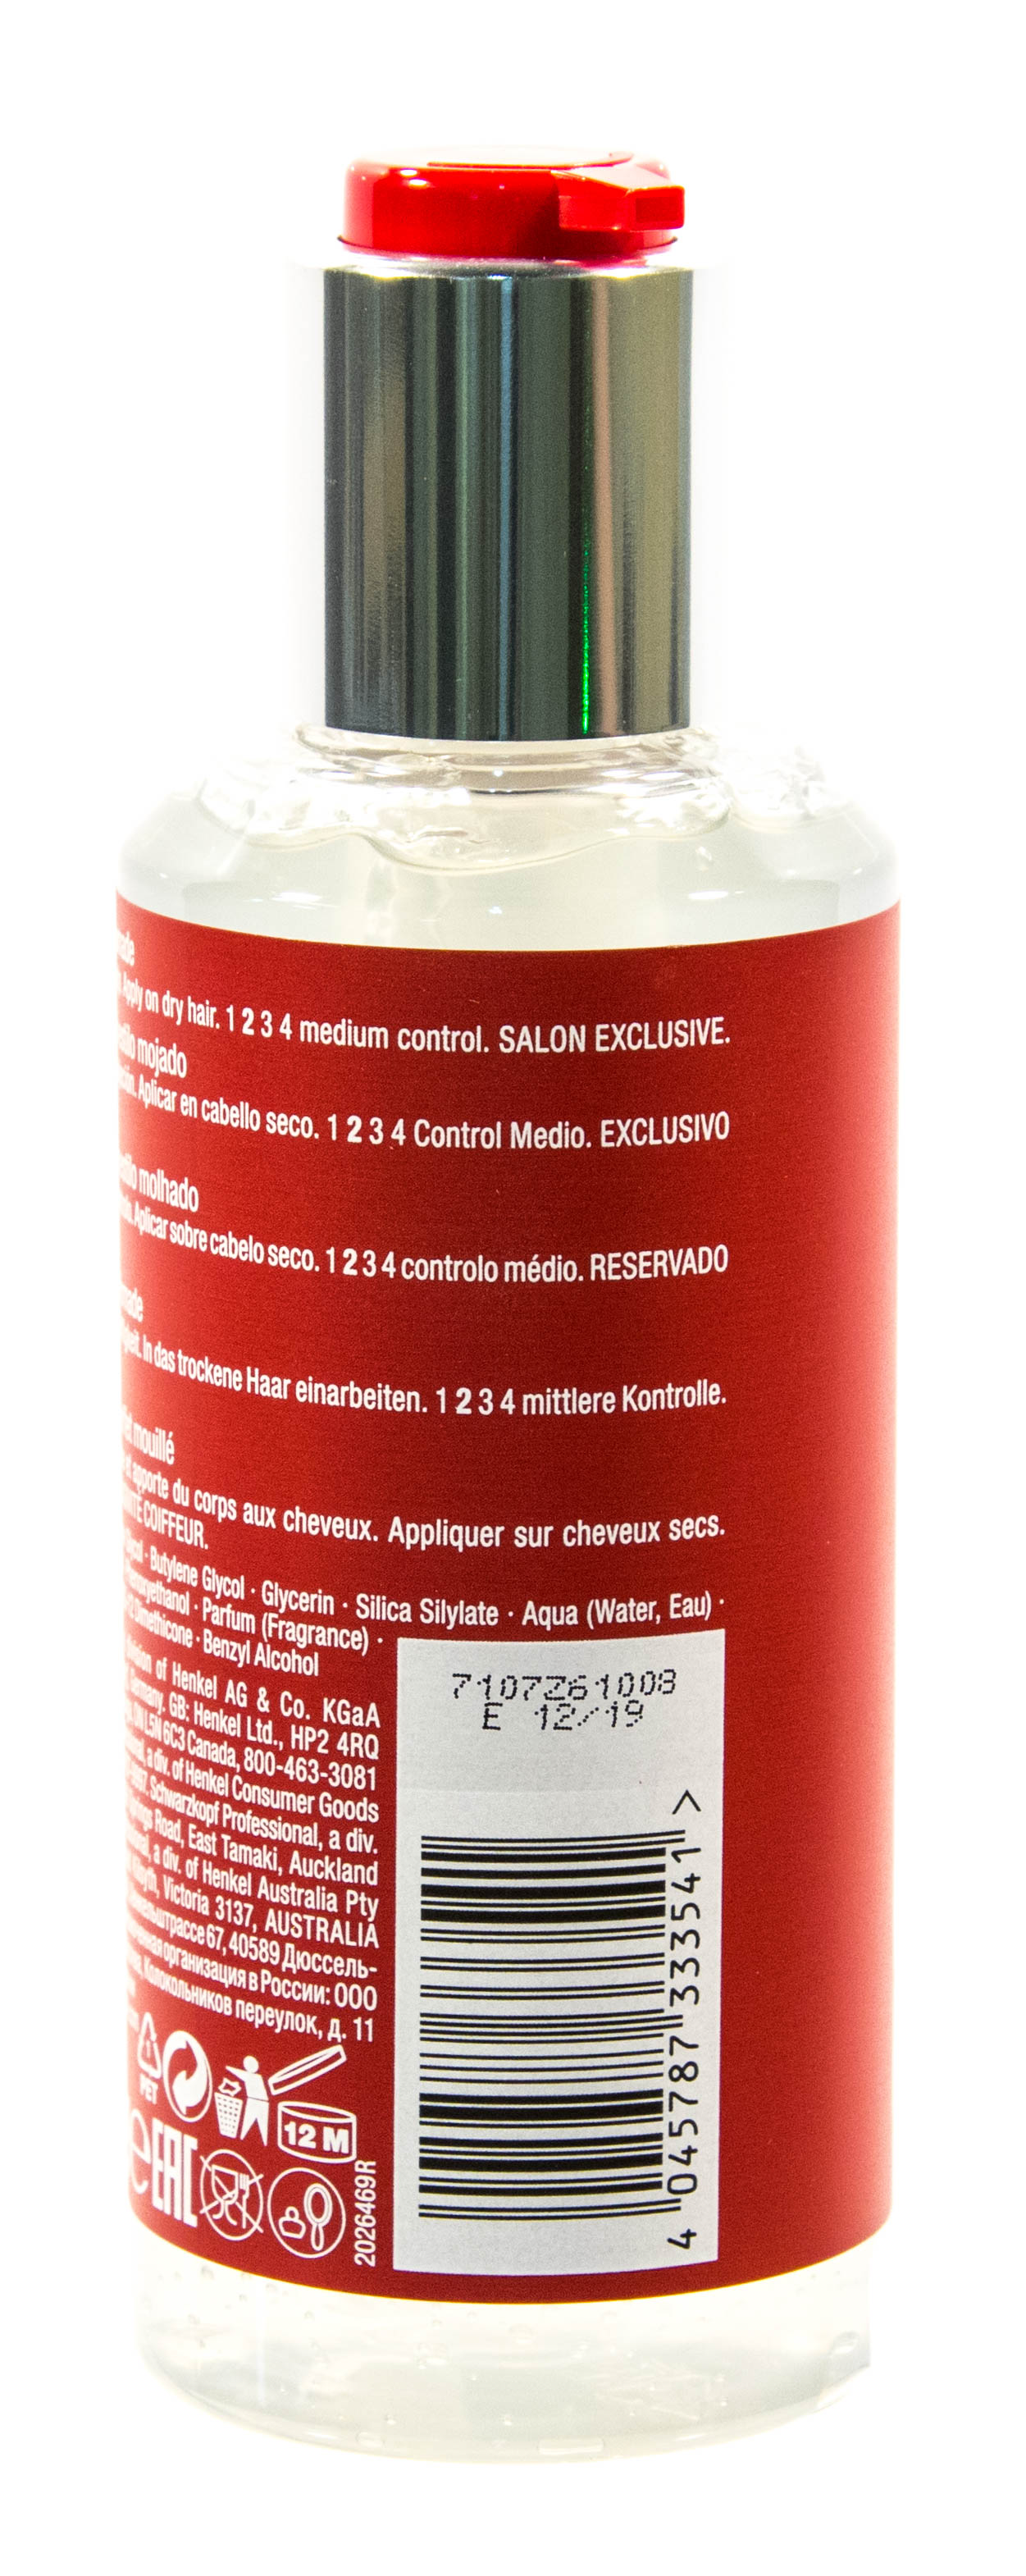 Apply on dry hair. 1 2 3 4 medium control. SALON EXCLUSIVE.
mojado
Aplicar en cabello seco. 1 2 3 4 Control Medio. EXCLUSIVO
molhado
Aplicar sobre cabelo seco. 1 2 3 4 controlo médio. RESERVADO
In das trockene Haar einarbeiten. 1 2 3 4 mittlere Kontrolle.
mouillé
et apporte du corps aux cheveux. Appliquer sur cheveux secs.
COIFFEUR.
· Butylene Glycol · Glycerin · Silica Silylate · Aqua (Water, Eau) ·
· Parfum (Fragrance) ·
Dimethicone · Benzyl Alcohol
of Henkel AG & Co. KGaA
Germany. GB: Henkel Ltd., HP2 4RQ
ON L5N 6C3 Canada, 800-463-3081
a div. of Henkel Consumer Goods
Schwarzkopf Professional, a div.
Road, East Tamaki, Auckland
a div. of Henkel Australia Pty
Victoria 3137, AUSTRALIA
67, 40589 Дюссель-
организация в России: ООО
Колокольников переулок, д. 11
PET
12 M
e
EAC
2026469R
7107Z61008
E 12/19
4 045787 333541 >